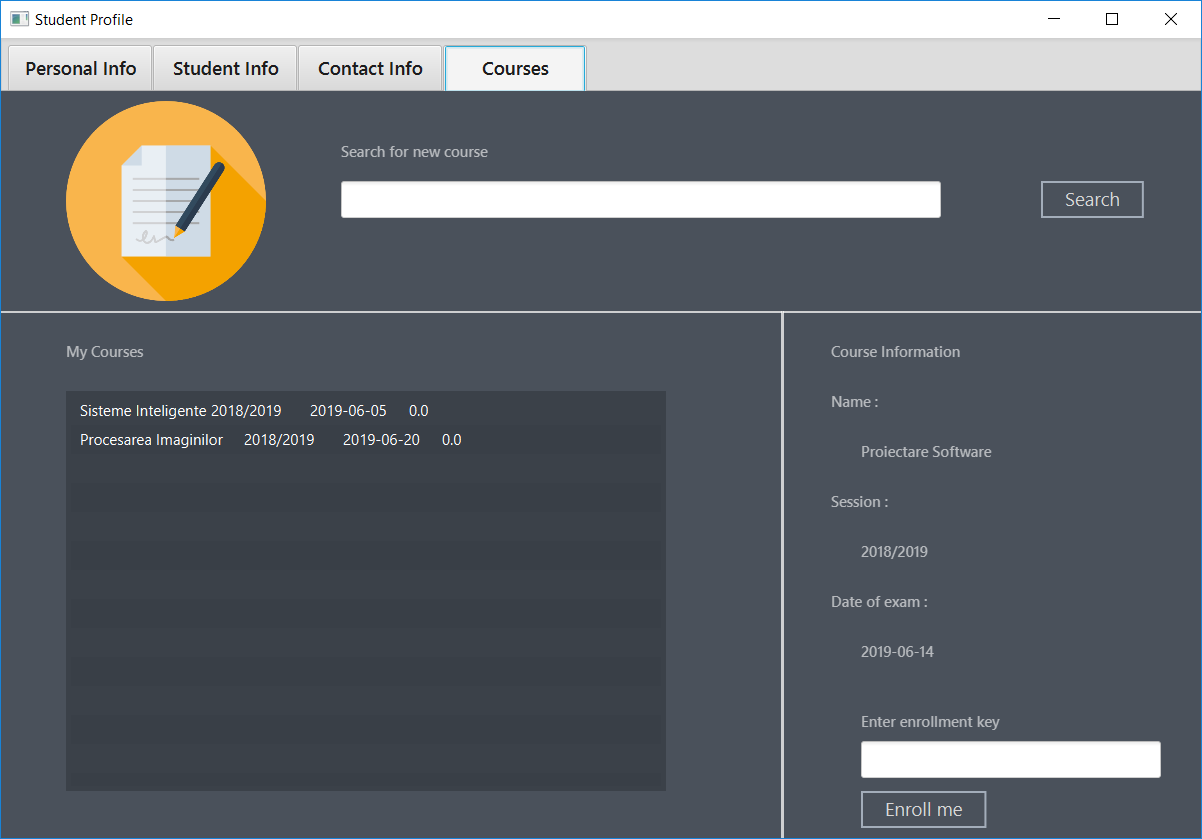 Student Profile
Personal Info
Student Info
Contact Info
Courses
Search for new course
Search
My Courses
Sisteme Inteligente 2018/2019 2019-06-05 0.0
Procesarea Imaginilor 2018/2019 2019-06-20 0.0
Course Information
Name :
Proiectare Software
Session :
2018/2019
Date of exam :
2019-06-14
Enter enrollment key
Enroll me